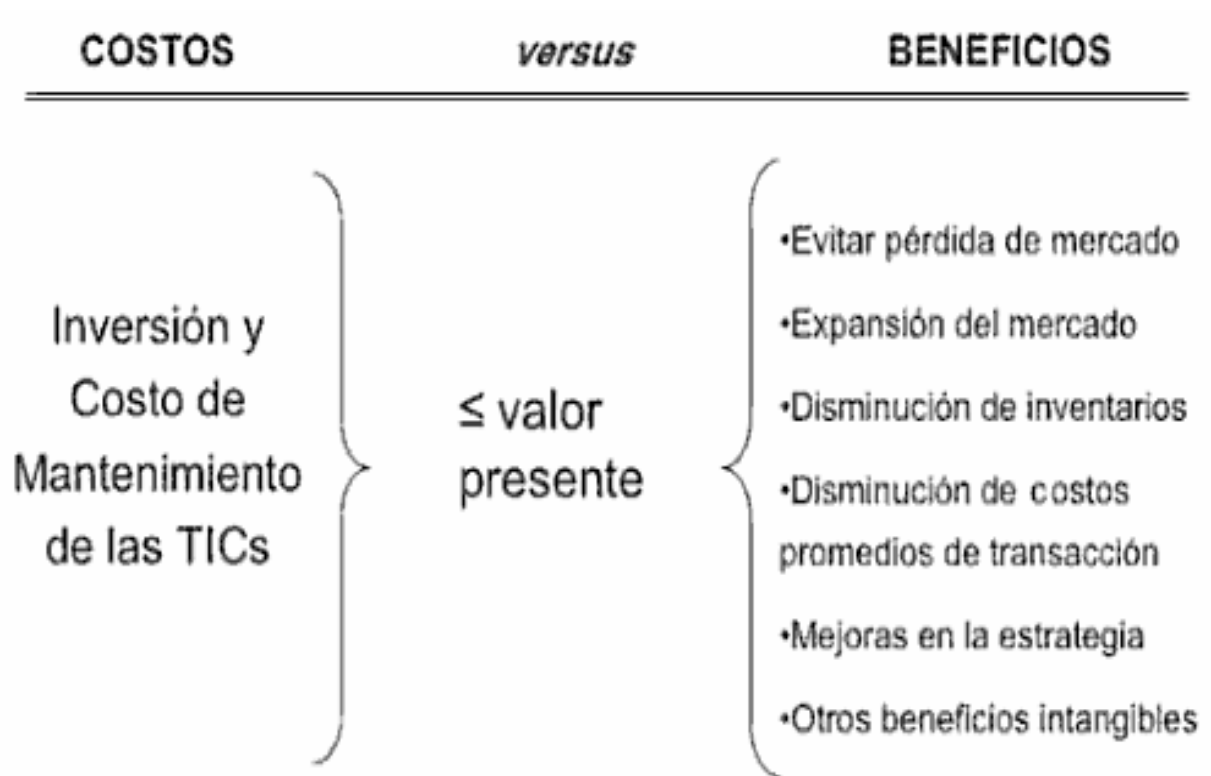 COSTOS versus BENEFICIOS
Inversión y
Costo de
Mantenimiento
de las TICs
≤ valor
presente
•Evitar pérdida de mercado
•Expansión del mercado
•Disminución de inventarios
•Disminución de costos
promedios de transacción
•Mejoras en la estrategia
•Otros beneficios intangibles